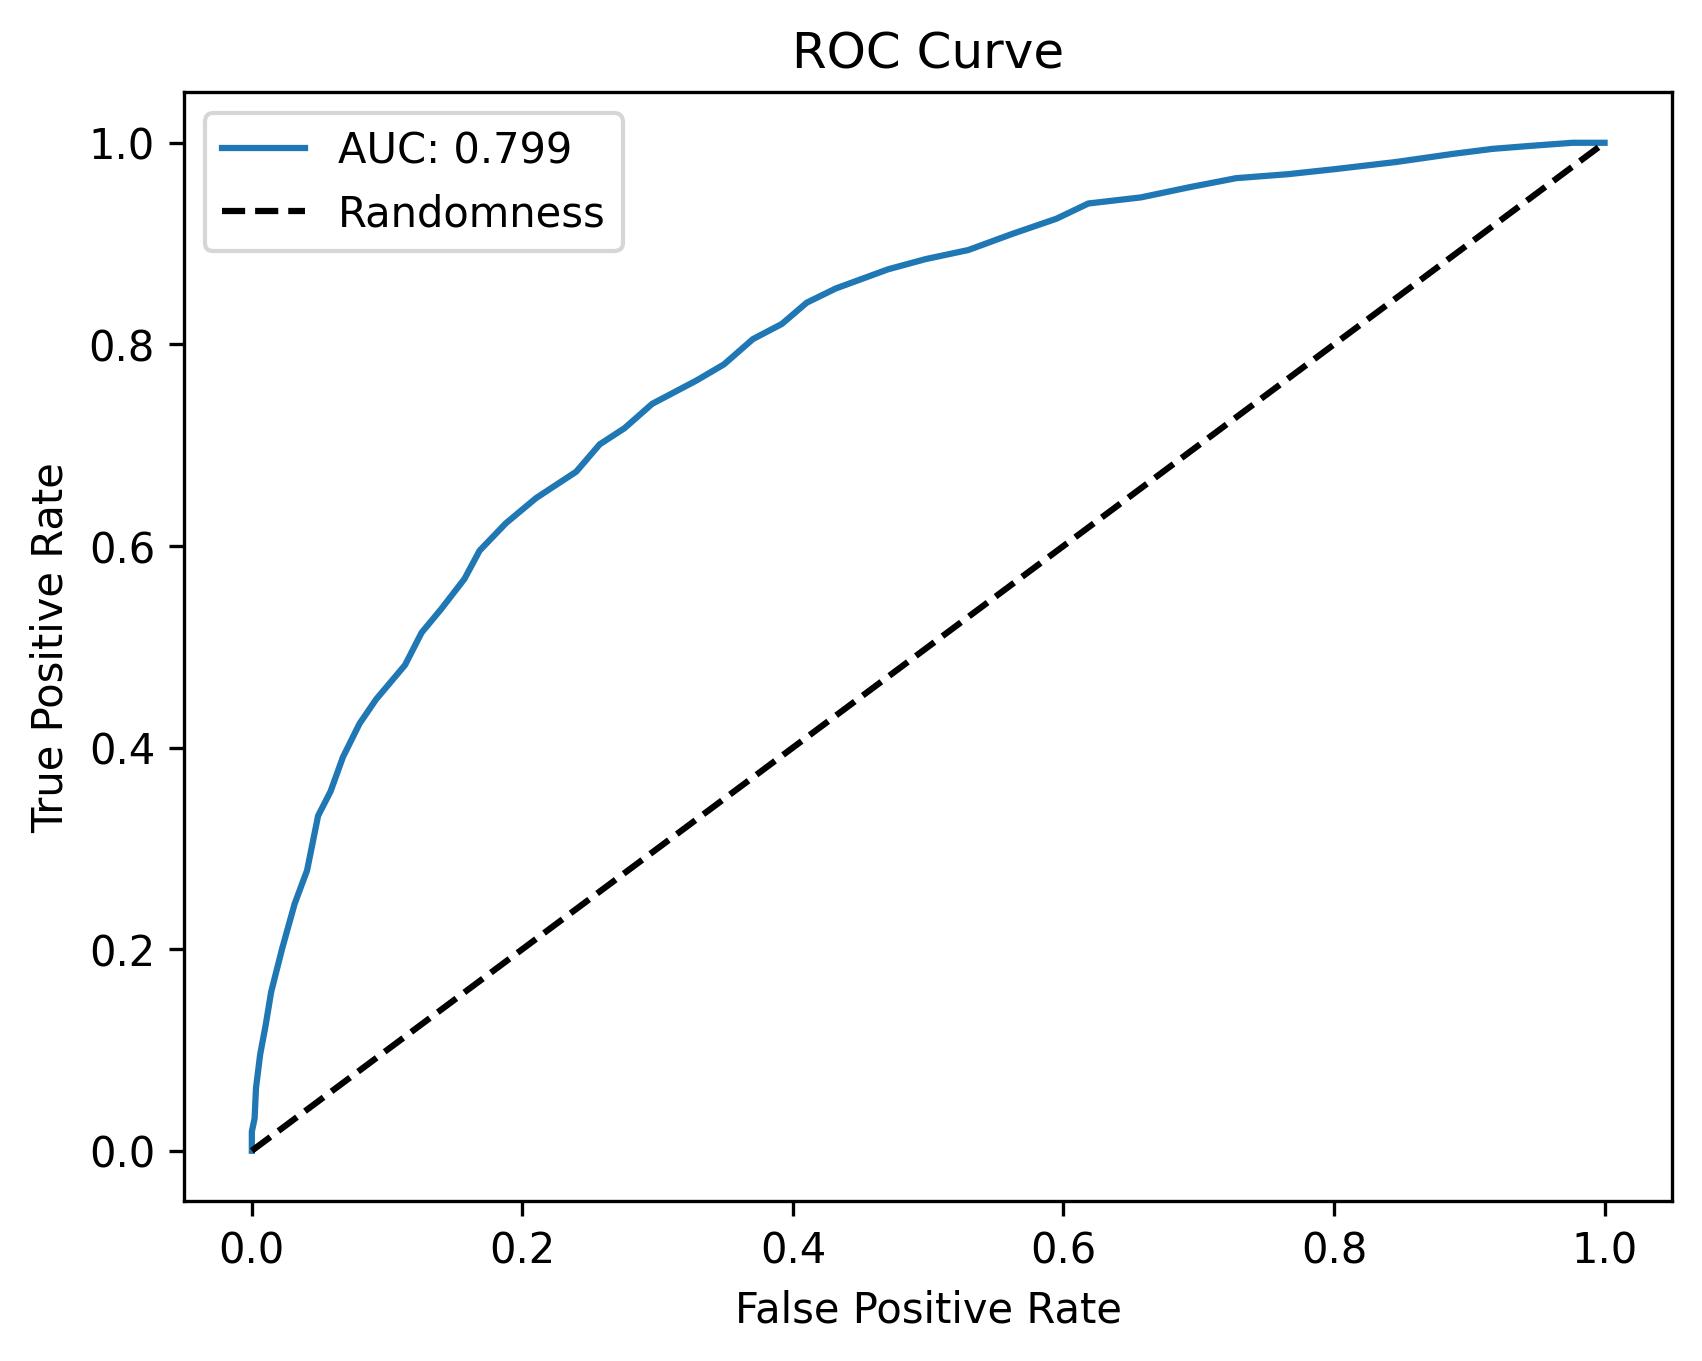 ROC Curve
AUC: 0.799
Randomness
1.0
0.8
0.6
0.4
0.2
0.0
True Positive Rate
0.0 0.2 0.4 0.6 0.8 1.0
False Positive Rate